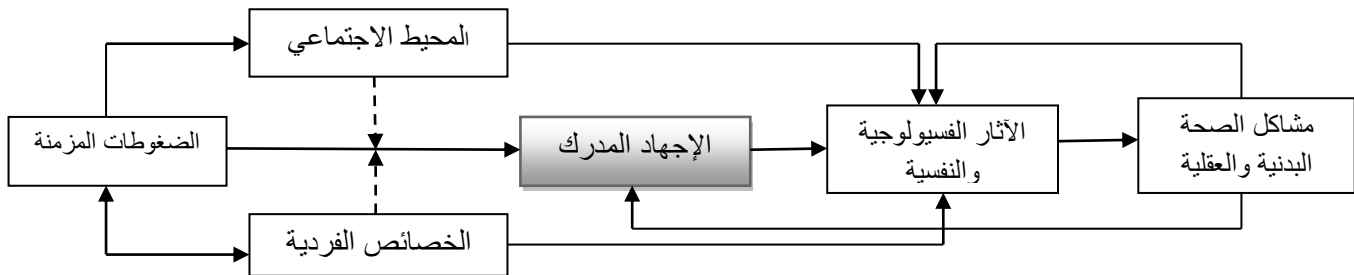 المحيط الاجتماعي
الضغوطات المزمنة
الإجهاد المدرك
الآثار الفسيولوجية
والنفسية
مشاكل الصحة
البدنية والعقلية
الخصائص الفردية